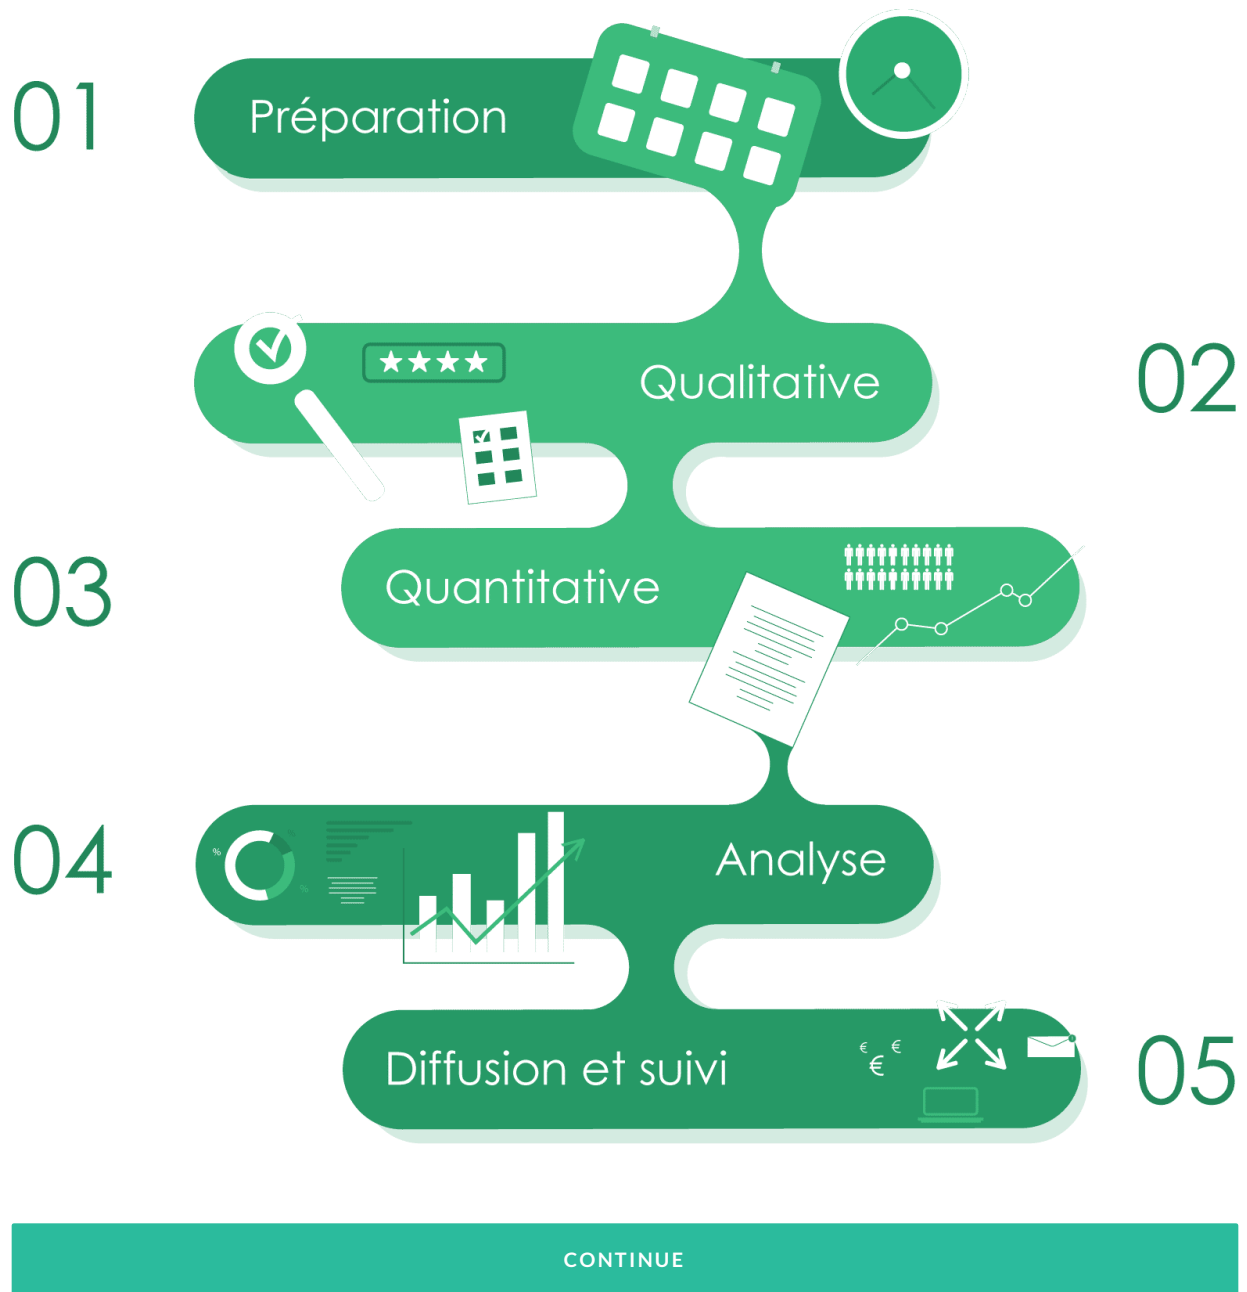 01
Préparation
Qualitative
02
03
Quantitative
04
%
%
%
Analyse
Diffusion et suivi
€
€
€
05
CONTINUE